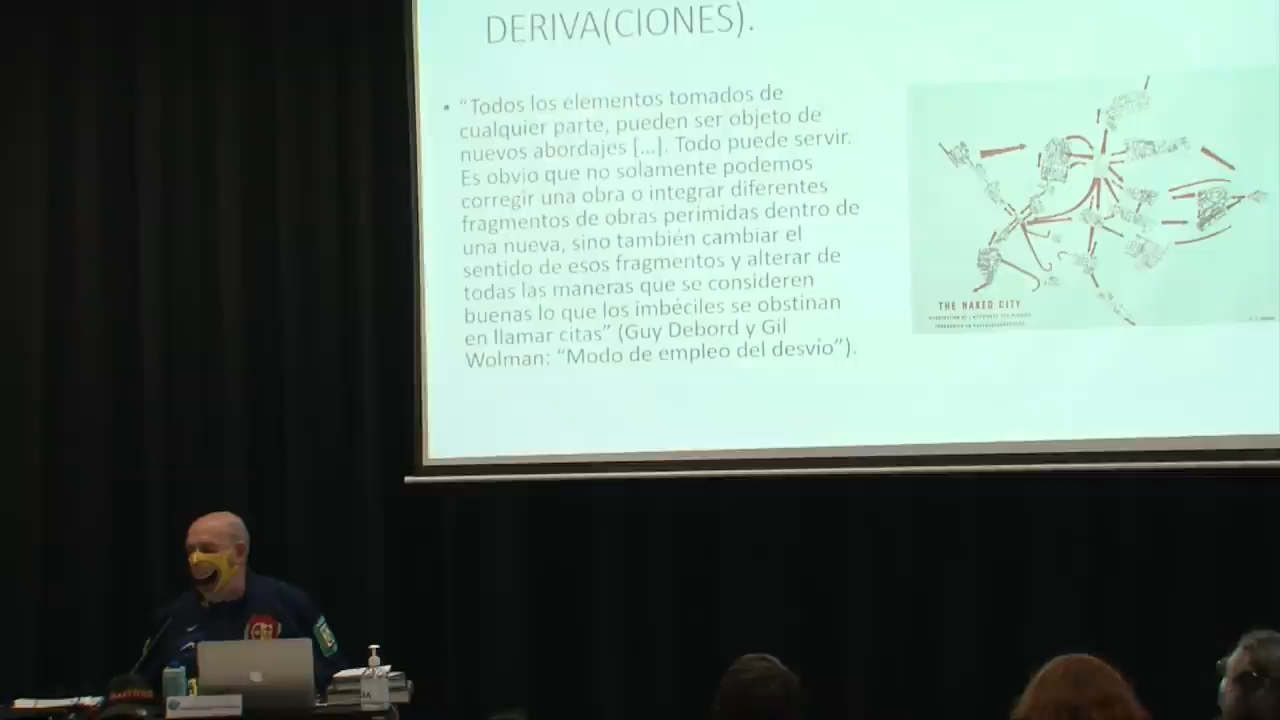 DERIVA(CIONES).
• “Todos los elementos tomados de
cualquier parte, pueden ser objeto de
nuevos abordajes [...]. Todo puede servir.
Es obvio que no solamente podemos
corregir una obra o integrar diferentes
fragmentos de obras perimidas dentro de
una nueva, sino también cambiar el
sentido de esos fragmentos y alterar de
todas las maneras que se consideren
buenas lo que los imbéciles se obstinan
en llamar citas” (Guy Debord y Gil
Wolman: “Modo de empleo del desvío”).
THE NAKED CITY